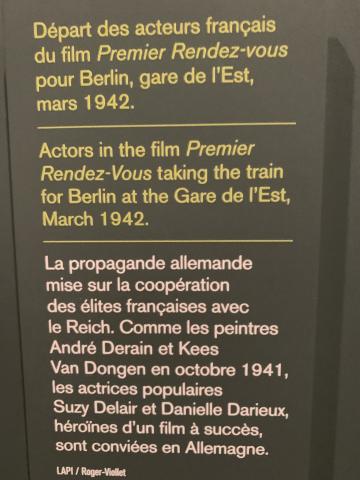 Départ des acteurs français
du film Premier Rendez-vous
pour Berlin, gare de l'Est,
mars 1942.
Actors in the film Premier
Rendez-Vous taking the train
for Berlin at the Gare de l'Est,
March 1942.
La propagande allemande
mise sur la coopération
des élites françaises avec
le Reich. Comme les peintres
André Derain et Kees
Van Dongen en octobre 1941,
les actrices populaires
Suzy Delair et Danielle Darieux,
héroïnes d'un film à succès,
sont conviées en Allemagne.
LAPI / Roger-Viollet